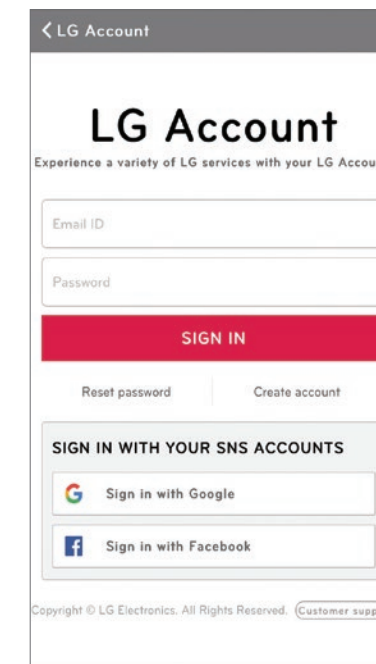 LG Account
LG Account
Experience a variety of LG services with your LG
Email ID
Password
SIGN IN
Reset password Create account
SIGN IN WITH YOUR SNS ACCOUNTS
Sign in with Google
Sign in with Facebook
Copyright © LG Electronics. All Rights Reserved. Customer